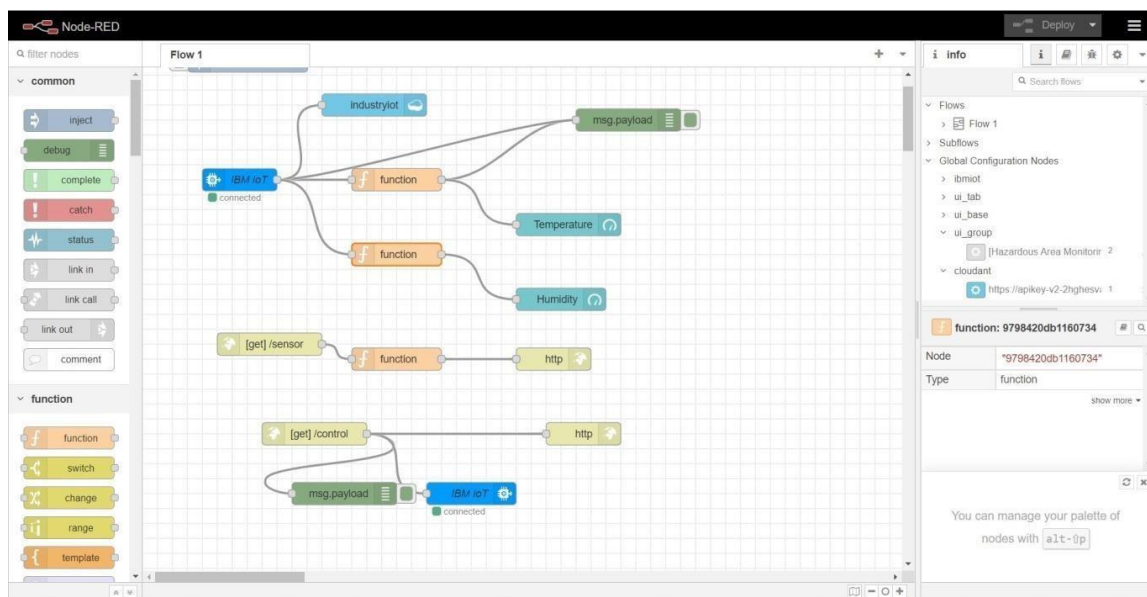 Node-RED
Deploy
filter nodes
Flow 1
info
i
common
Search flows
inject
debug
complete
catch
status
link in
link call
link out
comment
function
function
switch
change
range
template
industryiot
msg.payload
IBM IoT
connected
function
Temperature
function
Humidity
[get] /sensor
function
http
[get] /control
http
msg.payload
IBM IoT
connected
Flows
Flow 1
Subflows
Global Configuration Nodes
ibmiot
ui_tab
ui_base
ui_group
[Hazardous Area Monitorir 2
cloudant
https://apikey-v2-2hghesv 1
function: 9798420db1160734
Node "9798420db1160734"
Type function
show more
You can manage your palette of
nodes with alt-⇧p